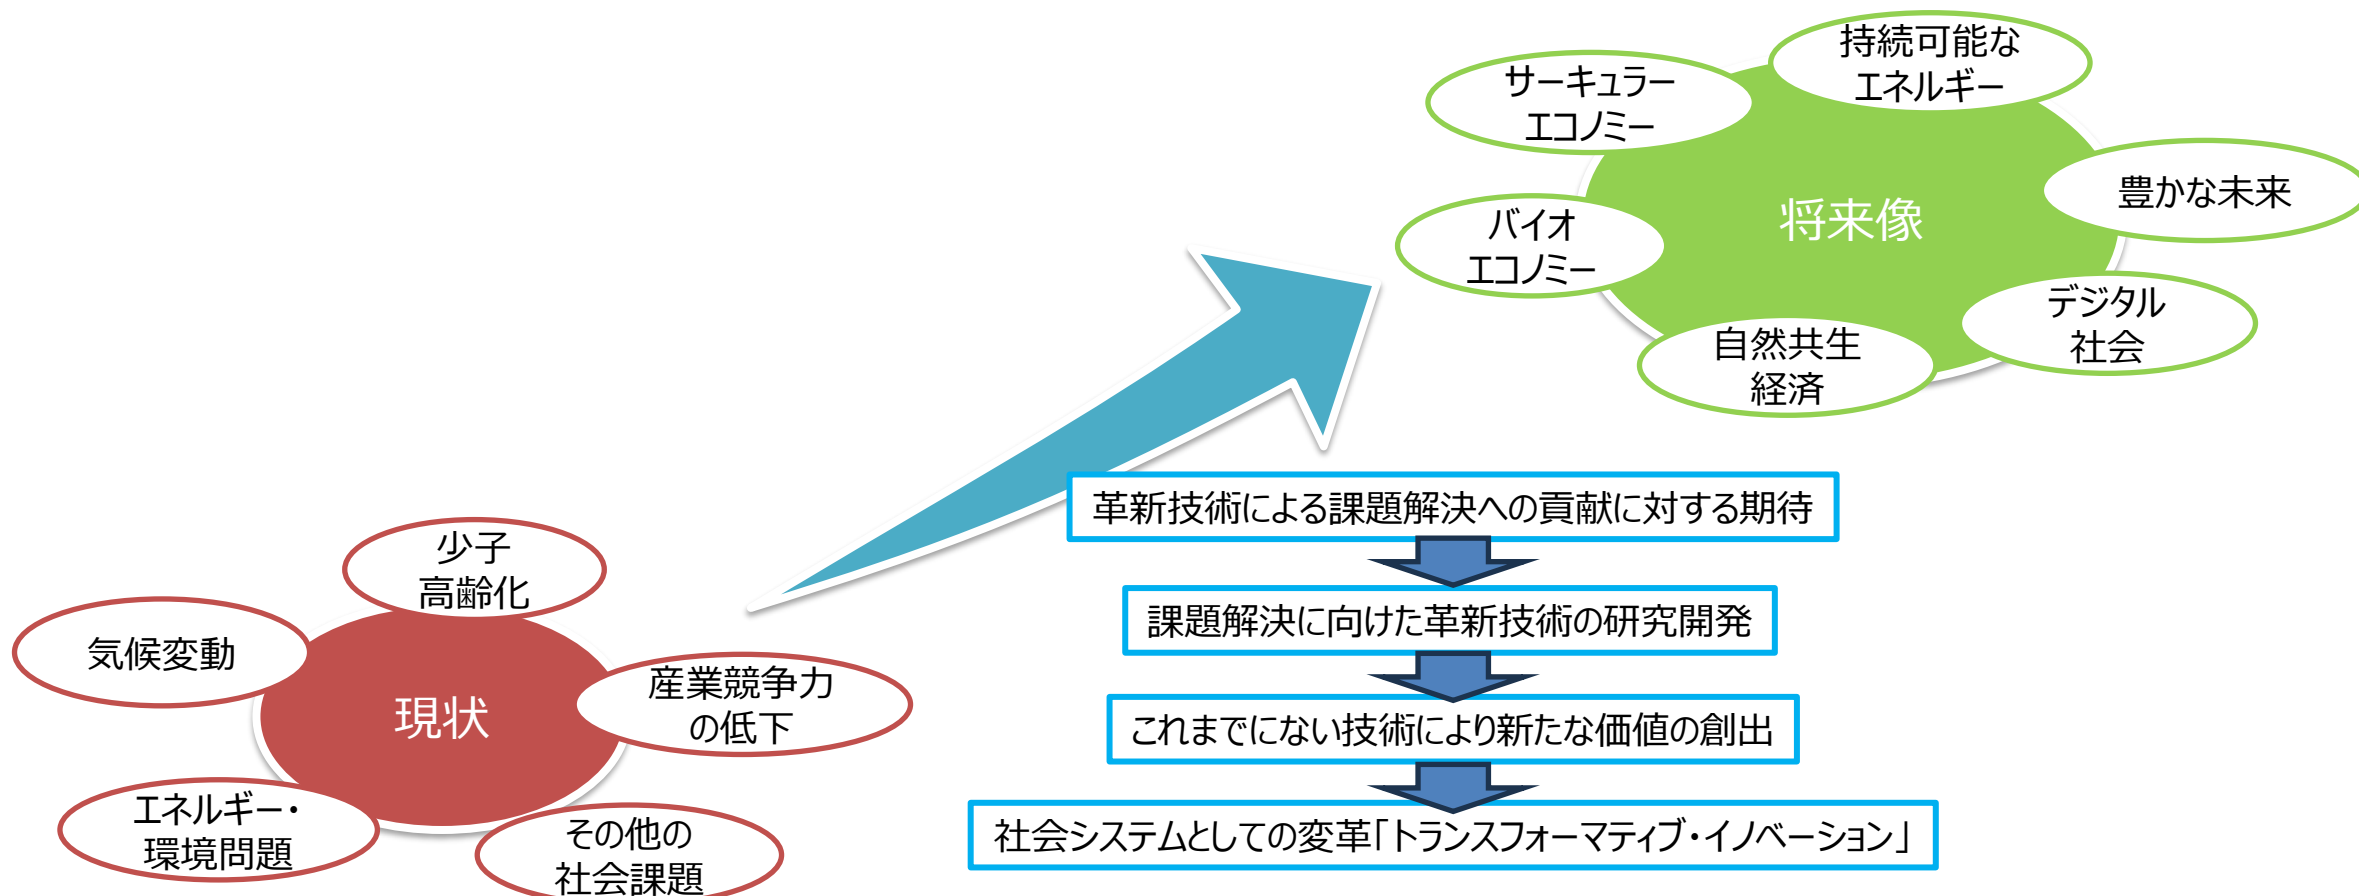 持続可能な
エネルギー
サーキュラー
エコノミー
豊かな未来
将来像
バイオ
エコノミー
デジタル
社会
自然共生
経済
革新技術による課題解決への貢献に対する期待
課題解決に向けた革新技術の研究開発
これまでにない技術により新たな価値の創出
社会システムとしての変革「トランスフォーマティブ・イノベーション」
少子
高齢化
気候変動
産業競争力
の低下
現状
エネルギー・
環境問題
その他の
社会課題